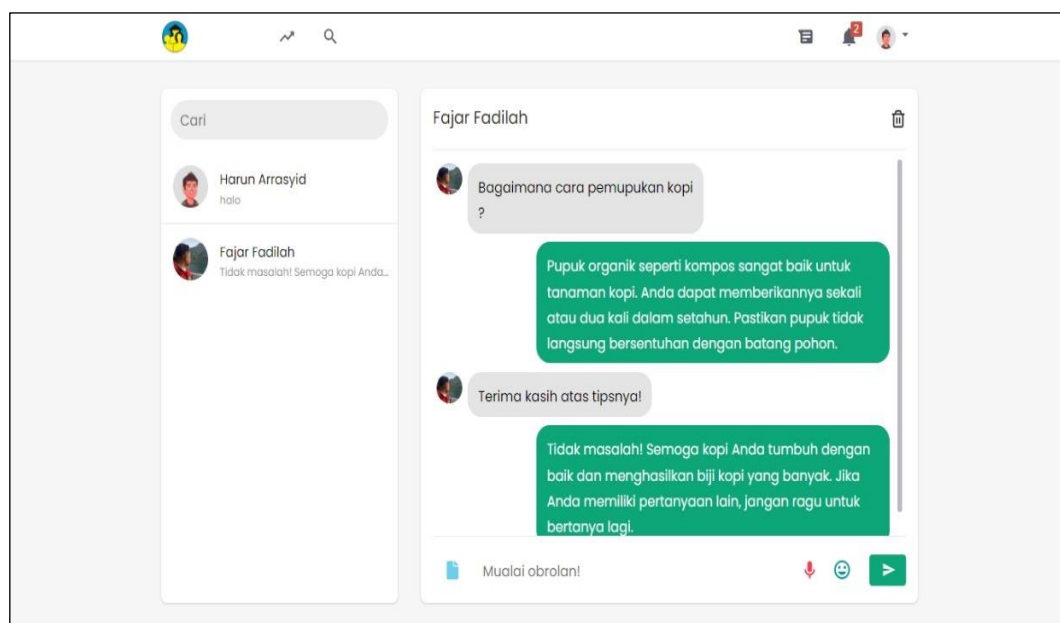 2
Cari
Harun Arrasyid
halo
Fajar Fadilah
Tidak masalah! Semoga kopi Anda...
Fajar Fadilah
Bagaimana cara pemupukan kopi
?
Pupuk organik seperti kompos sangat baik untuk
tanaman kopi. Anda dapat memberikannya sekali
atau dua kali dalam setahun. Pastikan pupuk tidak
langsung bersentuhan dengan batang pohon.
Terima kasih atas tipsnya!
Tidak masalah! Semoga kopi Anda tumbuh dengan
baik dan menghasilkan biji kopi yang banyak. Jika
Anda memiliki pertanyaan lain, jangan ragu untuk
bertanya lagi.
Mualai obrolan!